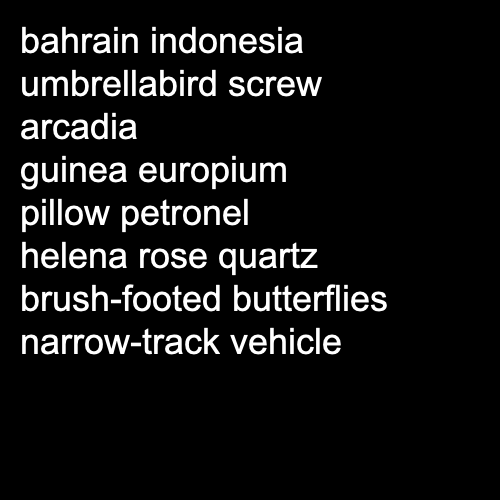 bahrain indonesia
umbrellabird screw
arcadia
guinea europium
pillow petronel
helena rose quartz
brush-footed butterflies
narrow-track vehicle